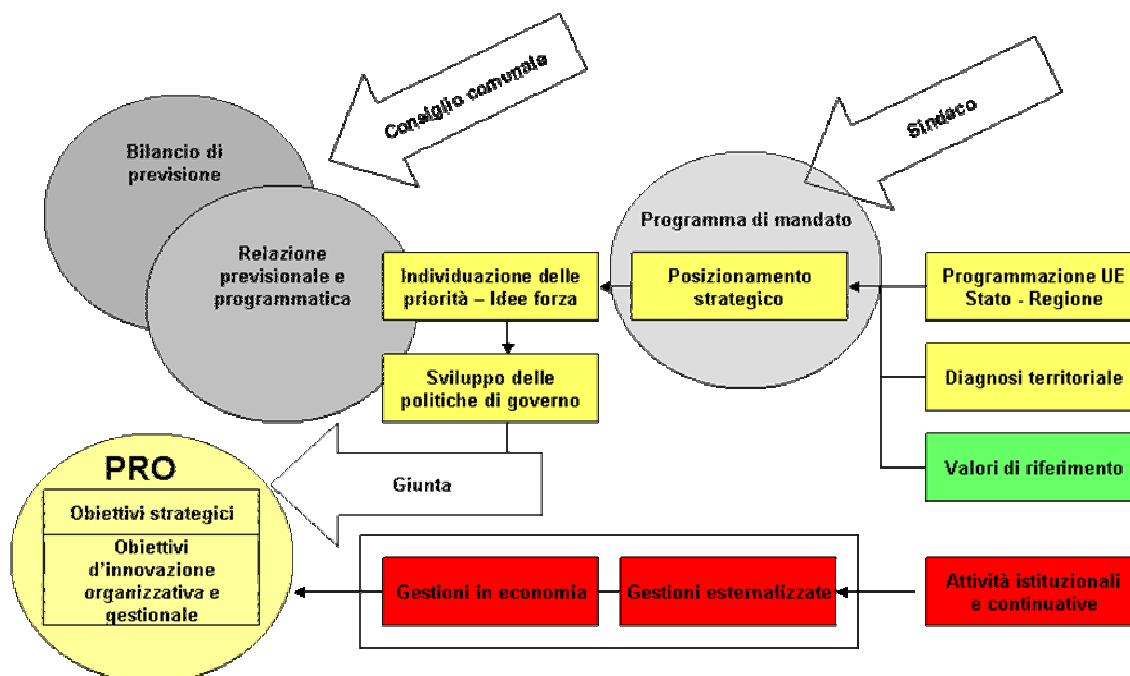 Consiglio comunale
Sindaco
Bilancio di
previsione
Programma di mandato
Relazione
previsionale e
programmatica
Individuazione delle
priorità – Idee forza
Posizionamento
strategico
Programmazione UE
Stato - Regione
Sviluppo delle
politiche di governo
Diagnosi territoriale
Valori di riferimento
PRO
Giunta
Obiettivi strategici
Obiettivi
d'innovazione
organizzativa e
gestionale
Gestioni in economia
Gestioni esternalizzate
Attività istituzionali
e continuative